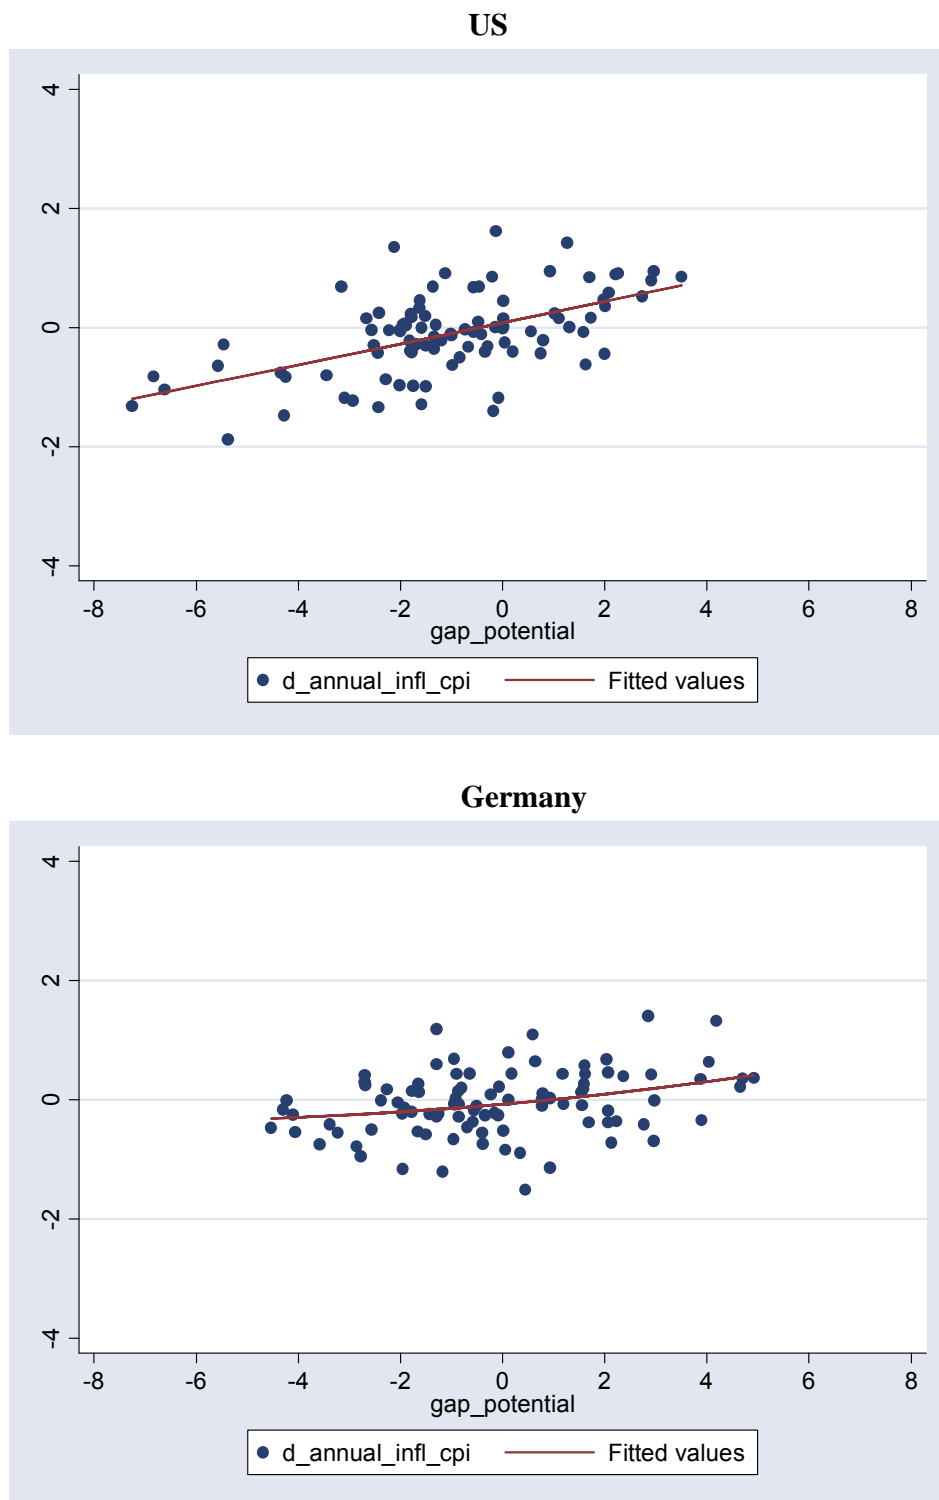 US
4
2
0
-2
-4
-8 -6 -4 -2 0 2 4 6 8
gap_potential
d_annual_infl_cpi Fitted values
Germany
4
2
0
-2
-4
-8 -6 -4 -2 0 2 4 6 8
gap_potential
d_annual_infl_cpi Fitted values